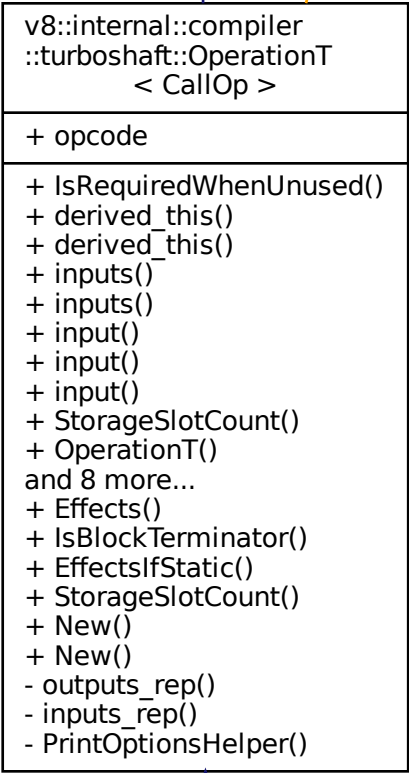 v8::internal::compiler
::turboshaft::OperationT
< CallOp >
+ opcode
+ IsRequiredWhenUnused()
+ derived_this()
+ derived_this()
+ inputs()
+ inputs()
+ input()
+ input()
+ input()
+ StorageSlotCount()
+ OperationT()
and 8 more...
+ Effects()
+ IsBlockTerminator()
+ EffectsIfStatic()
+ StorageSlotCount()
+ New()
+ New()
- outputs_rep()
- inputs_rep()
- PrintOptionsHelper()